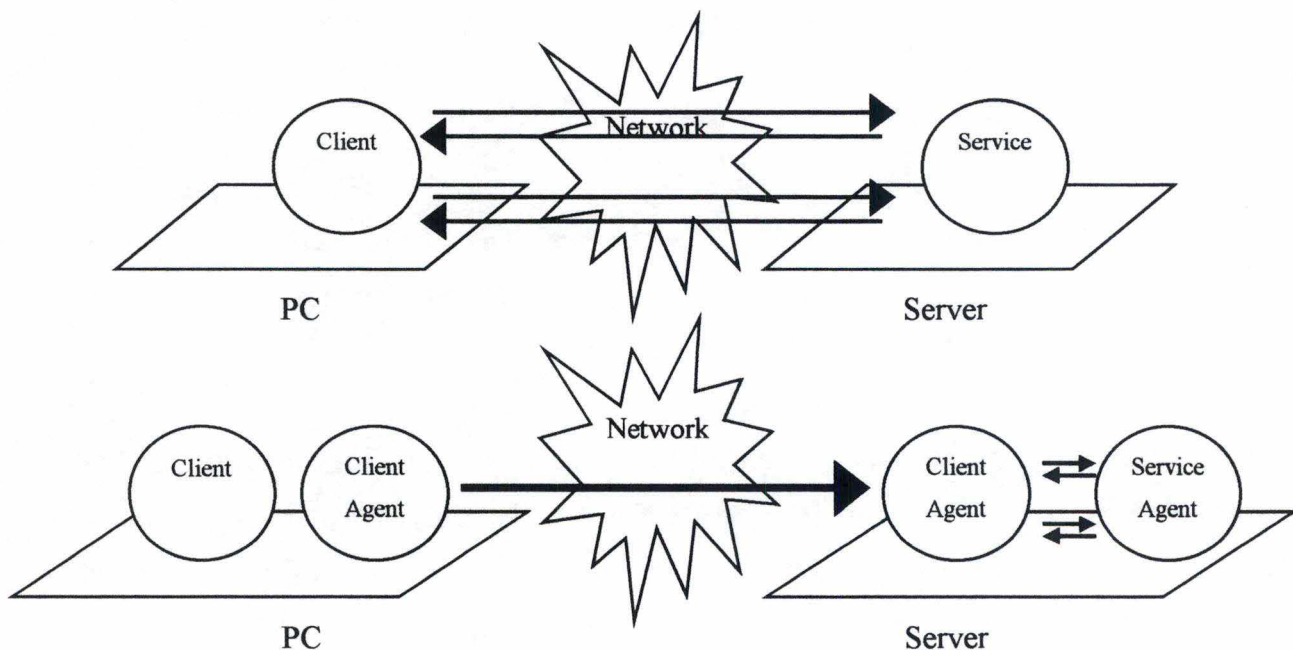 Client
Network
Service
PC
Server
Network
Client
Client
Agent
Client
Agent
Service
Agent
PC
Server